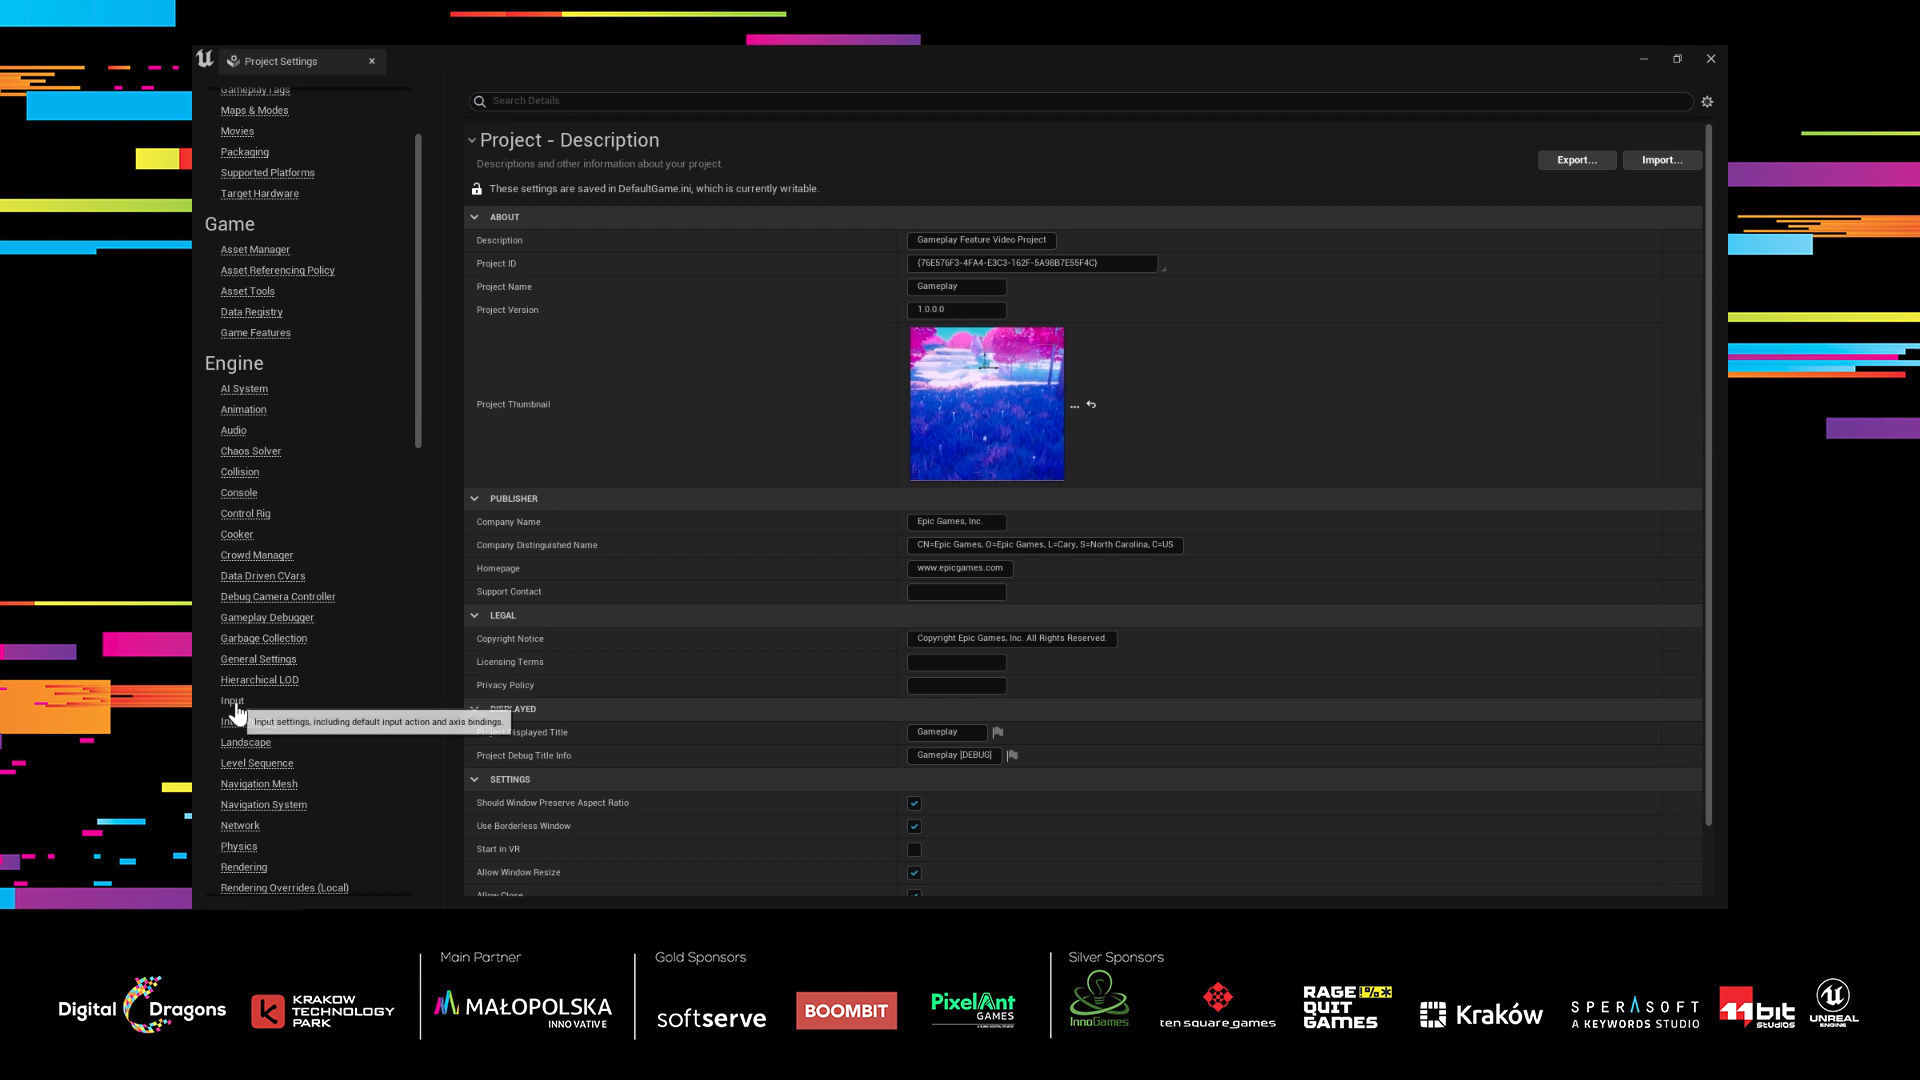 Project Settings
GameplayTags
Maps & Modes
Movies
Packaging
Supported Platforms
Target Hardware
Game
Asset Manager
Asset Referencing Policy
Asset Tools
Data Registry
Game Features
Engine
AI System
Animation
Audio
Chaos Solver
Collision
Console
Control Rig
Cooker
Crowd Manager
Data Driven CVars
Debug Camera Controller
Gameplay Debugger
Garbage Collection
General Settings
Hierarchical LOD
Input
Input settings, including default input action and axis bindings.
Landscape
Level Sequence
Navigation Mesh
Navigation System
Network
Physics
Rendering
Rendering Overrides (Local)
Search Details
Project - Description
Descriptions and other information about your project.
Export...
Import...
These settings are saved in DefaultGame.ini, which is currently writable.
ABOUT
Description
Gameplay Feature Video Project
Project ID
{76E576F3-4FA4-E3C3-162F-5A98B7E55F4C}
Project Name
Gameplay
Project Version
1.0.0.0
Project Thumbnail
...
PUBLISHER
Company Name
Epic Games, Inc.
Company Distinguished Name
CN=Epic Games, O=Epic Games, L=Cary, S=North Carolina, C=US
Homepage
www.epicgames.com
Support Contact
LEGAL
Copyright Notice
Copyright Epic Games, Inc. All Rights Reserved.
Licensing Terms
Privacy Policy
DISPLAYED
Project Displayed Title
Gameplay
Project Debug Title Info
Gameplay [DEBUG]
SETTINGS
Should Window Preserve Aspect Ratio
Use Borderless Window
Start in VR
Allow Window Resize
Allow Close
Digital Dragons
KRAKOW
TECHNOLOGY
PARK
Main Partner
MAŁOPOLSKA
INNOVATIVE
Gold Sponsors
softserve
BOOMBIT
PixelAnt
GAMES
Silver Sponsors
InnoGames
ten square games
RAGE !%*
QUIT
GAMES
Kraków
SPERASOFT
A KEYWORDS STUDIO
11 bit
STUDIOS
UNREAL
ENGINE